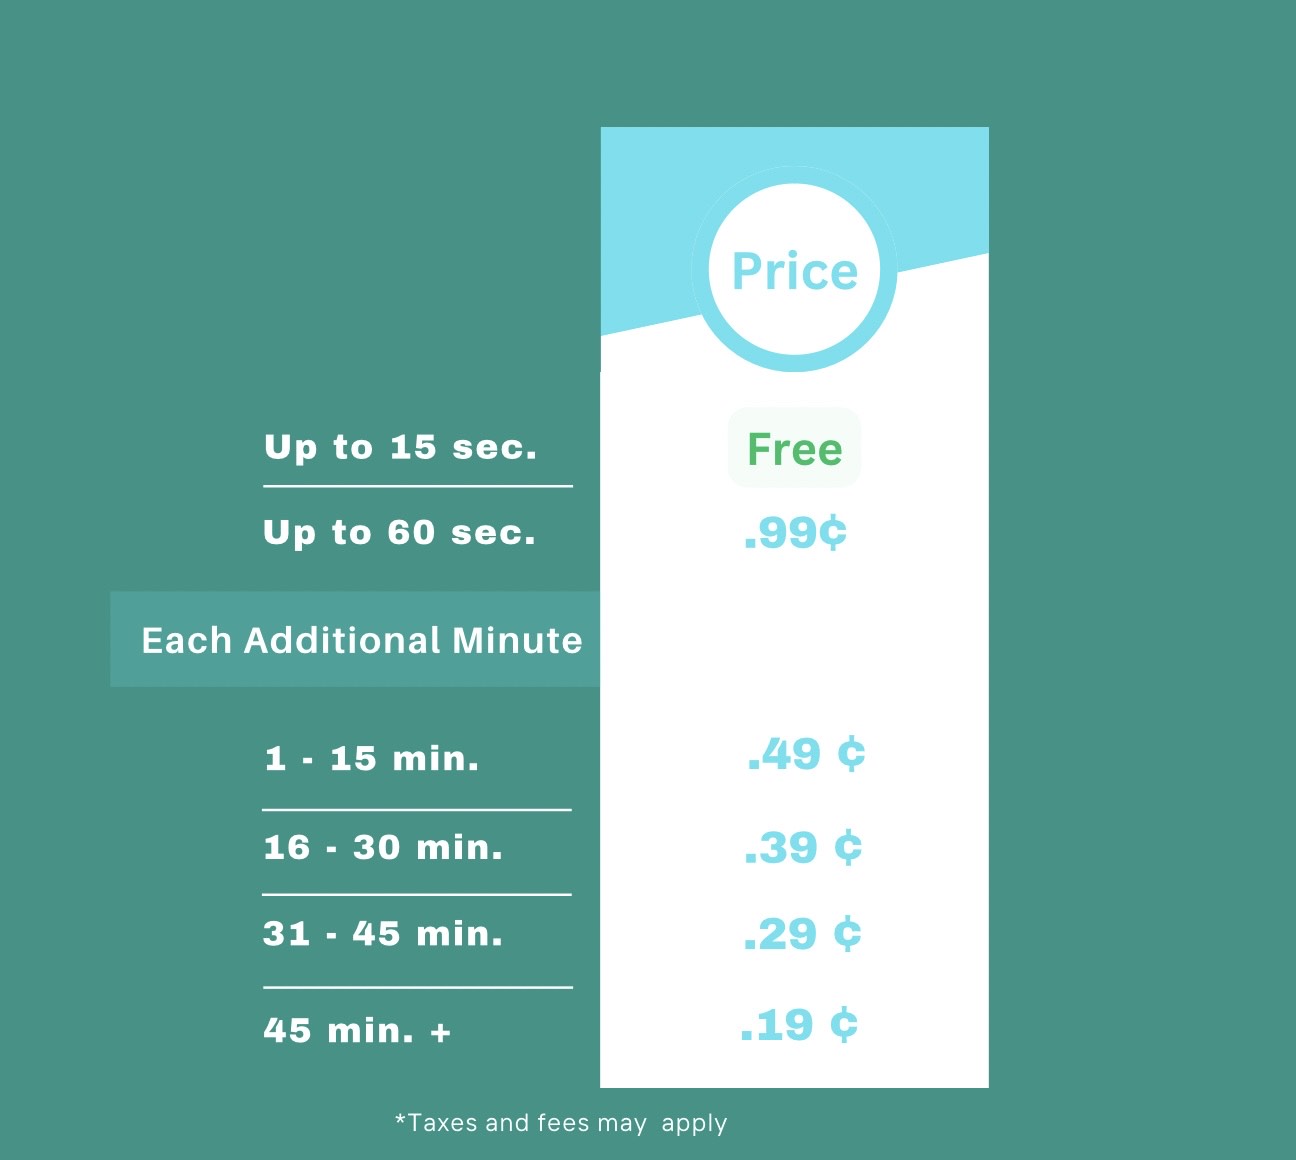 Price
Up to 15 sec. Free
Up to 60 sec. .99¢
Each Additional Minute
1 - 15 min. .49 ¢
16 - 30 min. .39 ¢
31 - 45 min. .29 ¢
45 min. + .19 ¢
*Taxes and fees may apply